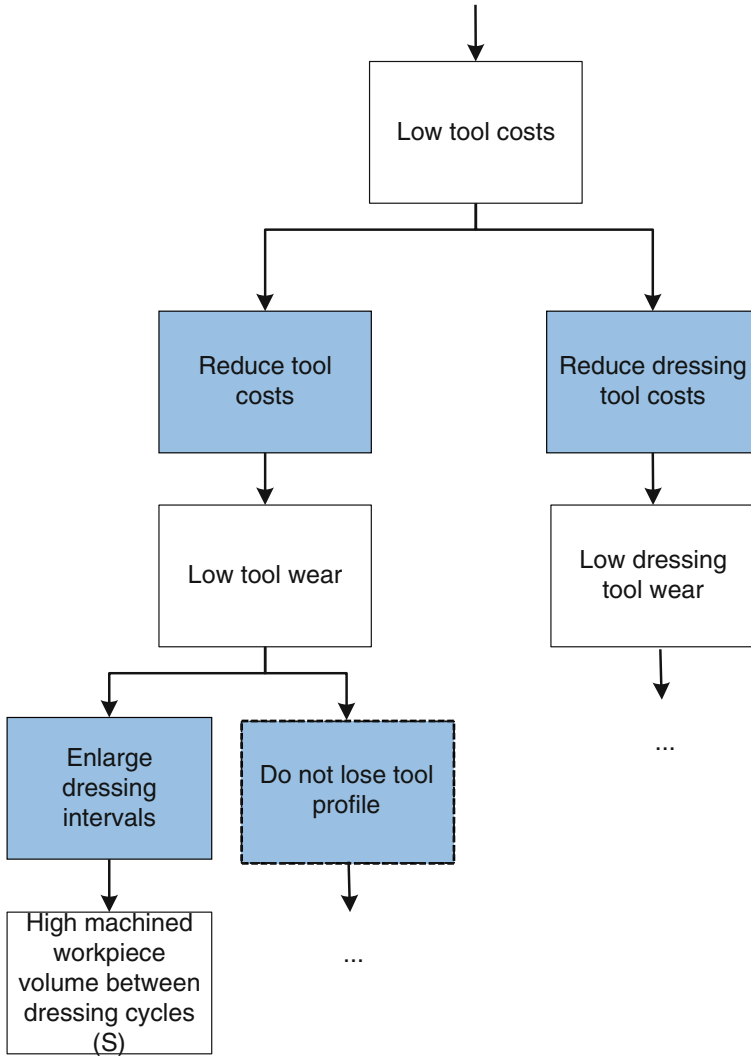 Low tool costs
Reduce tool
costs
Reduce dressing
tool costs
Low tool wear
Low dressing
tool wear
...
Enlarge
dressing
intervals
Do not lose tool
profile
...
High machined
workpiece
volume between
dressing cycles
(S)